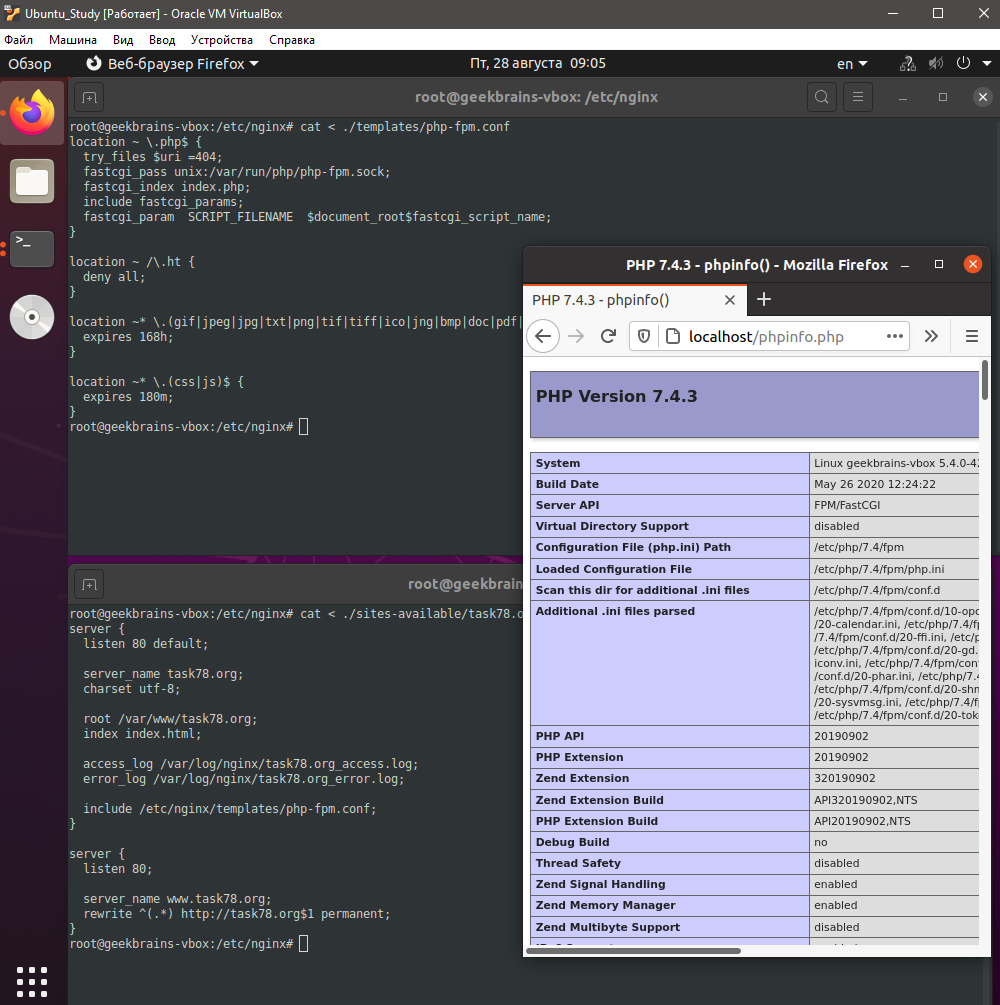 Ubuntu_Study [Работает] - Oracle VM VirtualBox
Файл Машина Вид Ввод Устройства Справка
Обзор Веб-браузер Firefox Пт, 28 августа 09:05 en
root@geekbrains-vbox: /etc/nginx
root@geekbrains-vbox:/etc/nginx# cat < ./templates/php-fpm.conf
location ~ \.php$ {
try_files $uri =404;
fastcgi_pass unix:/var/run/php/php-fpm.sock;
fastcgi_index index.php;
include fastcgi_params;
fastcgi_param SCRIPT_FILENAME $document_root$fastcgi_script_name;
}
location ~ /\.ht {
deny all;
}
location ~* \.(gif|jpeg|jpg|txt|png|tif|tiff|ico|jng|bmp|doc|pdf|
expires 168h;
}
location ~* \.(css|js)$ {
expires 180m;
}
root@geekbrains-vbox:/etc/nginx#
root@geekbrain
root@geekbrains-vbox:/etc/nginx# cat < ./sites-available/task78.o
server {
listen 80 default;
server_name task78.org;
charset utf-8;
root /var/www/task78.org;
index index.html;
access_log /var/log/nginx/task78.org_access.log;
error_log /var/log/nginx/task78.org_error.log;
include /etc/nginx/templates/php-fpm.conf;
}
server {
listen 80;
server_name www.task78.org;
rewrite ^(.*) http://task78.org$1 permanent;
}
root@geekbrains-vbox:/etc/nginx#
PHP 7.4.3 - phpinfo() - Mozilla Firefox
PHP 7.4.3 - phpinfo()
localhost/phpinfo.php
PHP Version 7.4.3
System Linux geekbrains-vbox 5.4.0-42
Build Date May 26 2020 12:24:22
Server API FPM/FastCGI
Virtual Directory Support disabled
Configuration File (php.ini) Path /etc/php/7.4/fpm
Loaded Configuration File /etc/php/7.4/fpm/php.ini
Scan this dir for additional .ini files /etc/php/7.4/fpm/conf.d
Additional .ini files parsed /etc/php/7.4/fpm/conf.d/10-opc
/20-calendar.ini, /etc/php/7.4/fp
/7.4/fpm/conf.d/20-ffi.ini, /etc/p
/etc/php/7.4/fpm/conf.d/20-gd.
iconv.ini, /etc/php/7.4/fpm/con
/conf.d/20-phar.ini, /etc/php/7.4
/etc/php/7.4/fpm/conf.d/20-shm
/20-sysvmsg.ini, /etc/php/7.4/f
/etc/php/7.4/fpm/conf.d/20-tok
PHP API 20190902
PHP Extension 20190902
Zend Extension 320190902
Zend Extension Build API320190902,NTS
PHP Extension Build API20190902,NTS
Debug Build no
Thread Safety disabled
Zend Signal Handling enabled
Zend Memory Manager enabled
Zend Multibyte Support disabled